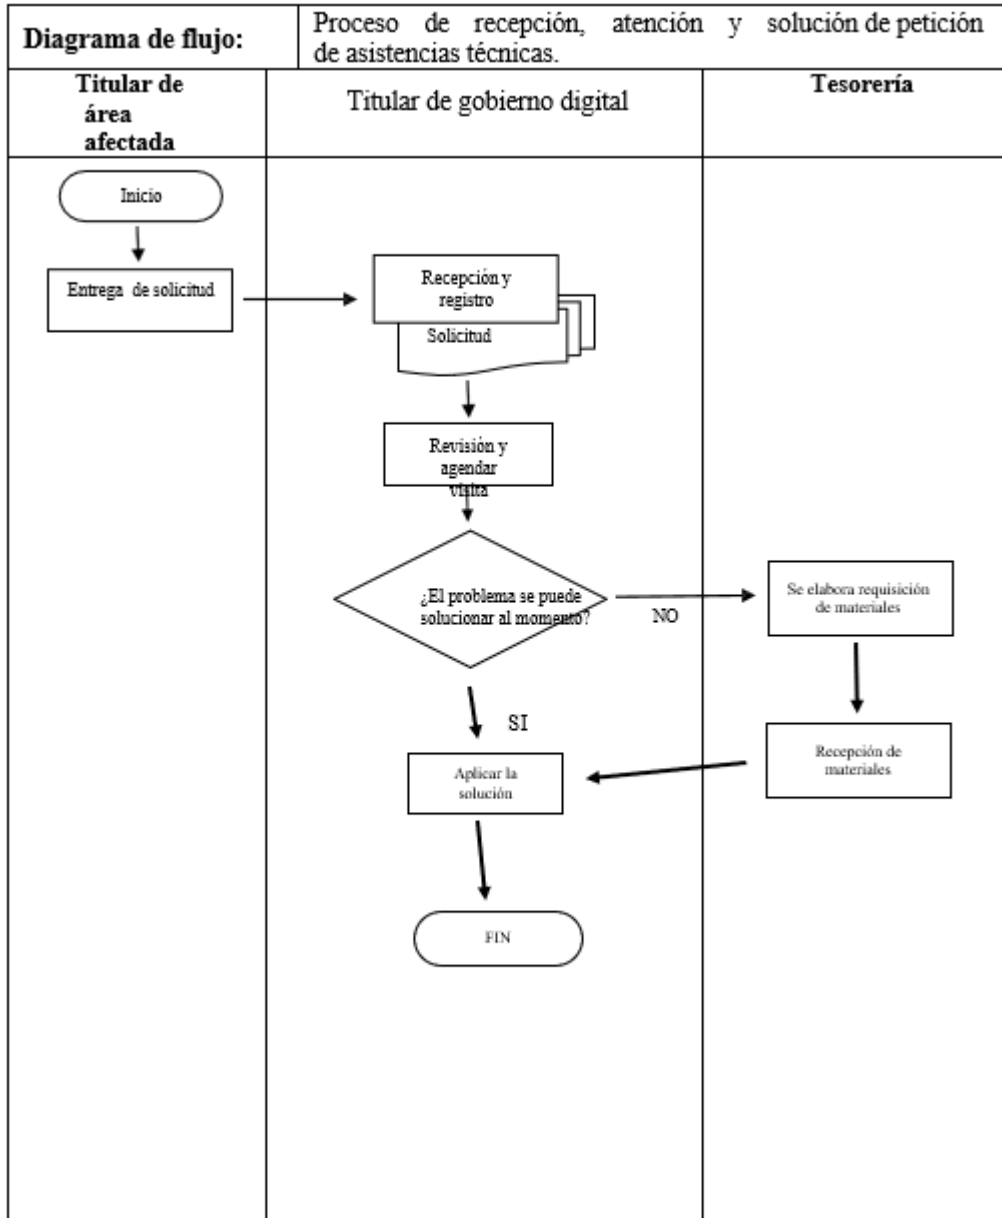 Diagrama de flujo:
Proceso de recepción, atención y solución de petición
de asistencias técnicas.
Titular de
área
afectada
Titular de gobierno digital
Tesorería
Inicio
Entrega de solicitud
Recepción y
registro
Solicitud
Revisión y
agendar
visita
¿El problema se puede
solucionar al momento?
NO
Se elabora requisición
de materiales
SI
Recepción de
materiales
Aplicar la
solución
FIN